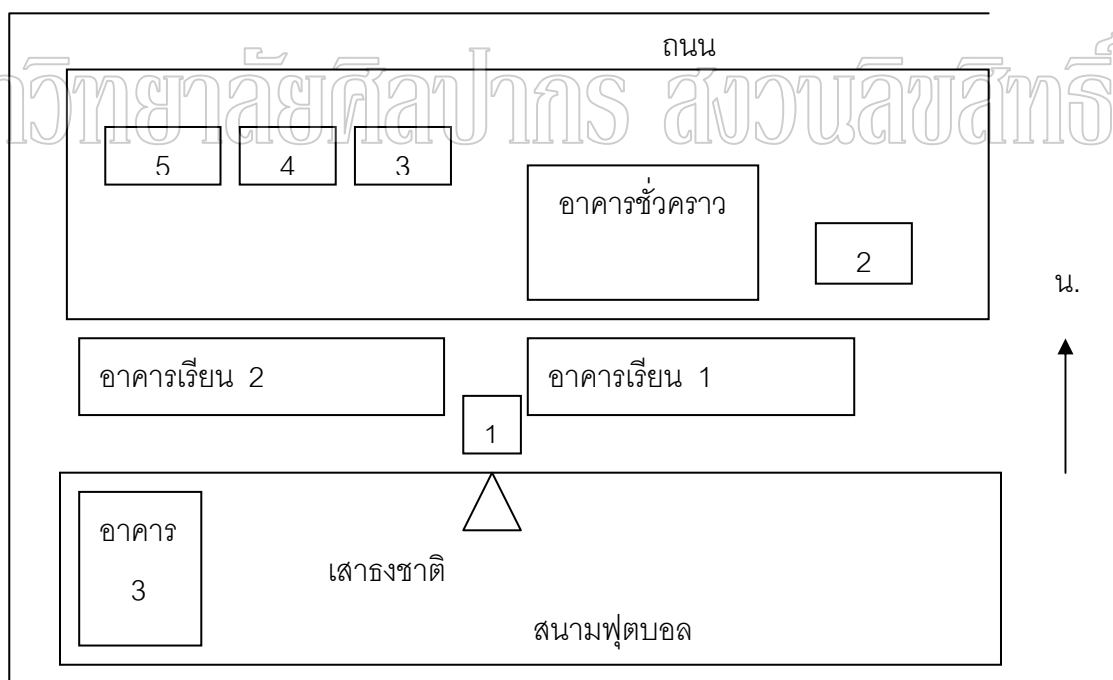 ถนน
าวิทยาลัยศิลปากร สงวนลิขสิทธิ์
5 4 3
อาคารชั่วคราว
2
น.
อาคารเรียน 2 อาคารเรียน 1
1
อาคาร
3
เสาธงชาติ
สนามฟุตบอล